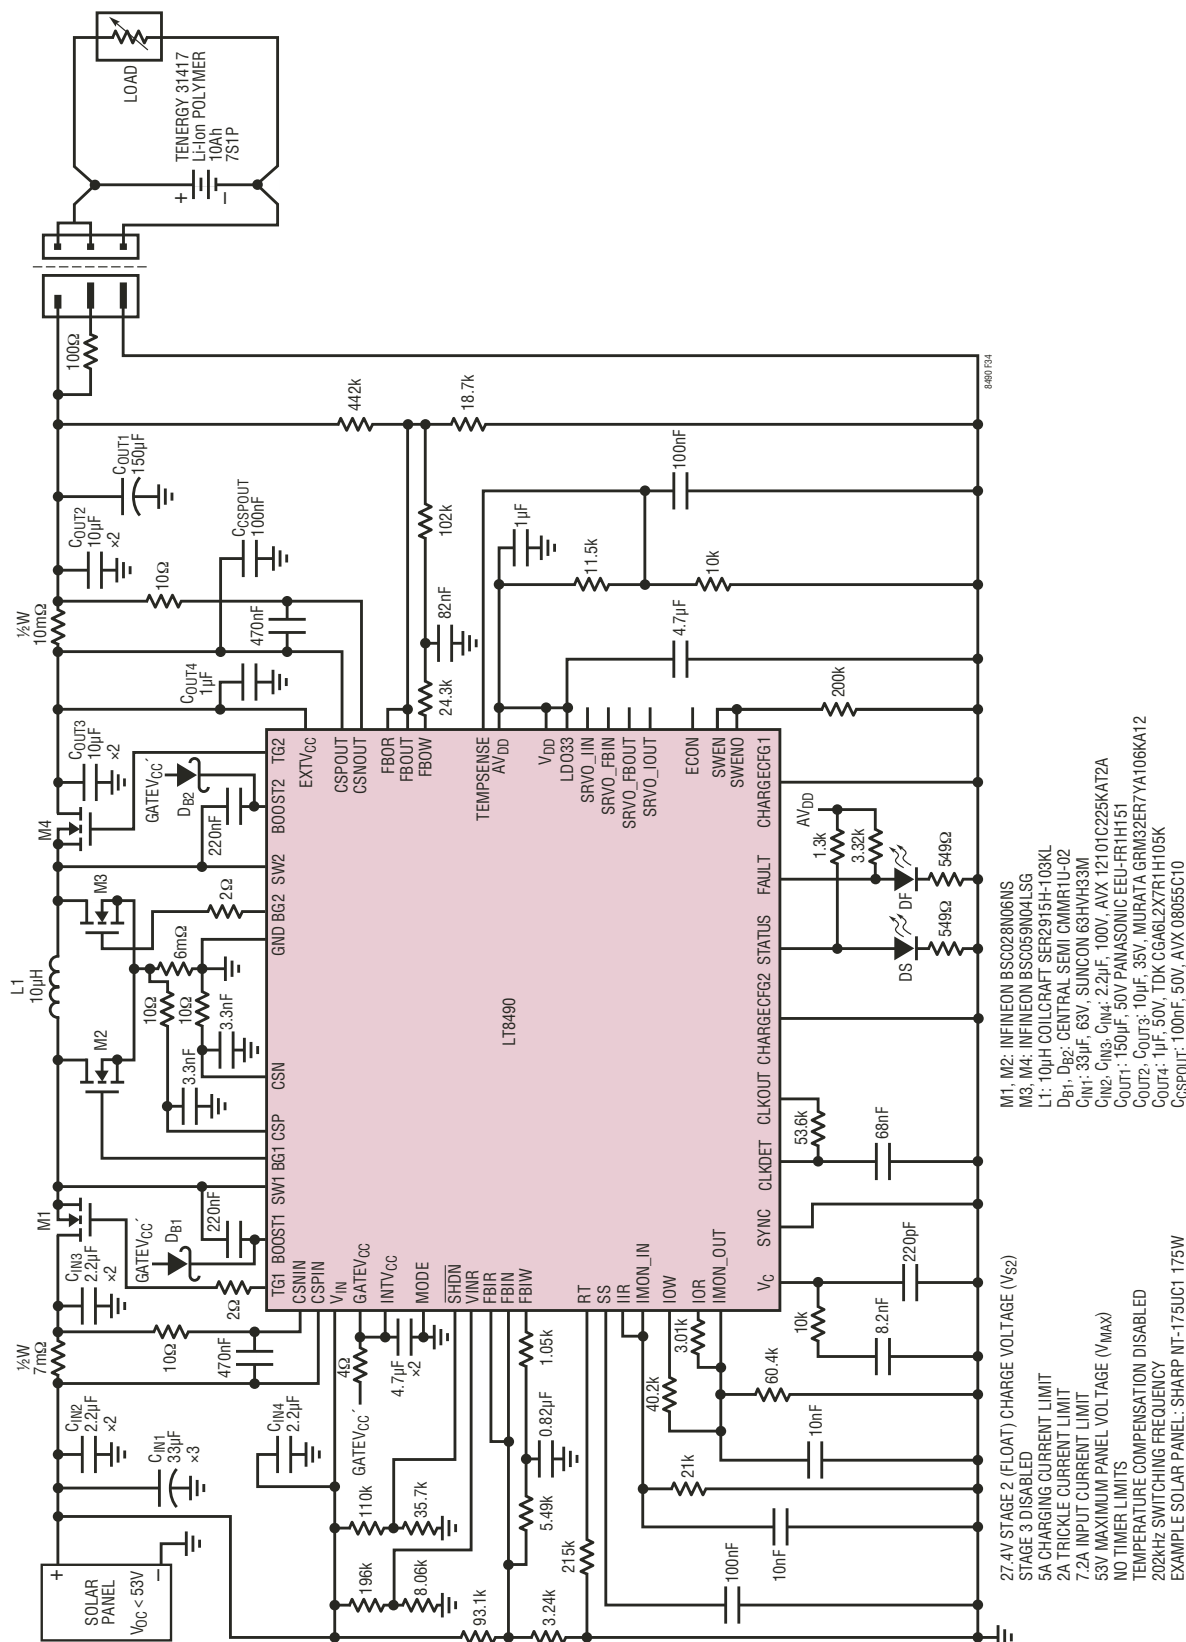 SOLAR
PANEL
VOC < 53V
+
−
CIN1
33µF
×3
CIN2
2.2µF
×2
½W
7mΩ
10Ω
470nF
CIN3
2.2µF
×2
CIN4
2.2µF
M1
GATEVCC´
DB1
2Ω
220nF
M2
L1
10µH
M3
10Ω
10Ω
3.3nF
3.3nF
6mΩ
2Ω
M4
GATEVCC´
DB2
220nF
COUT3
10µF
×2
COUT4
1µF
½W
10mΩ
10Ω
470nF
COUT2
10µF
×2
COUT1
150µF
CCSPOUT
100nF
100Ω
LOAD
TENERGY 31417
Li-Ion POLYMER
10Ah
7S1P
+
−
TG1
BOOST1
SW1
BG1
CSP
CSN
GND
BG2
SW2
BOOST2
TG2
CSNIN
CSPIN
VIN
GATEVCC
INTVCC
MODE
SHDN
VINR
FBIR
FBIN
FBIW
RT
SS
IIR
IMON_IN
IOW
IOR
IMON_OUT
LT8490
EXTVCC
CSPOUT
CSNOUT
FBOR
FBOUT
FBOW
TEMPSENSE
AVDD
VDD
LDO33
SRVO_IIN
SRVO_FBIN
SRVO_FBOUT
SRVO_IOUT
ECON
SWEN
SWENO
VC
SYNC
CLKDET
CLKOUT
CHARGECFG2
STATUS
FAULT
CHARGECFG1
4Ω
GATEVCC´
4.7µF
×2
110k
35.7k
196k
8.06k
93.1k
3.24k
5.49k
0.82µF
1.05k
215k
100nF
10nF
21k
40.2k
3.01k
60.4k
10nF
10k
8.2nF
220pF
53.6k
68nF
DS
549Ω
DF
549Ω
1.3k
3.32k
AVDD
442k
18.7k
102k
82nF
24.3k
1µF
11.5k
10k
100nF
4.7µF
200k
8490 F34
27.4V STAGE 2 (FLOAT) CHARGE VOLTAGE (VS2)
STAGE 3 DISABLED
5A CHARGING CURRENT LIMIT
2A TRICKLE CURRENT LIMIT
7.2A INPUT CURRENT LIMIT
53V MAXIMUM PANEL VOLTAGE (VMAX)
NO TIMER LIMITS
TEMPERATURE COMPENSATION DISABLED
202kHz SWITCHING FREQUENCY
EXAMPLE SOLAR PANEL: SHARP NT-175UC1 175W
M1, M2: INFINEON BSC028N06NS
M3, M4: INFINEON BSC059N04LSG
L1: 10µH COILCRAFT SER2915H-103KL
DB1, DB2: CENTRAL SEMI CMMR1U-02
CIN1: 33µF, 63V, SUNCON 63HVH33M
CIN2, CIN3, CIN4: 2.2µF, 100V, AVX 12101C225KAT2A
COUT1: 150µF, 50V PANASONIC EEU-FR1H151
COUT2, COUT3: 10µF, 35V, MURATA GRM32ER7YA106KA12
COUT4: 1µF, 50V, TDK CGA6L2X7R1H105K
CCSPOUT: 100nF, 50V, AVX 08055C10